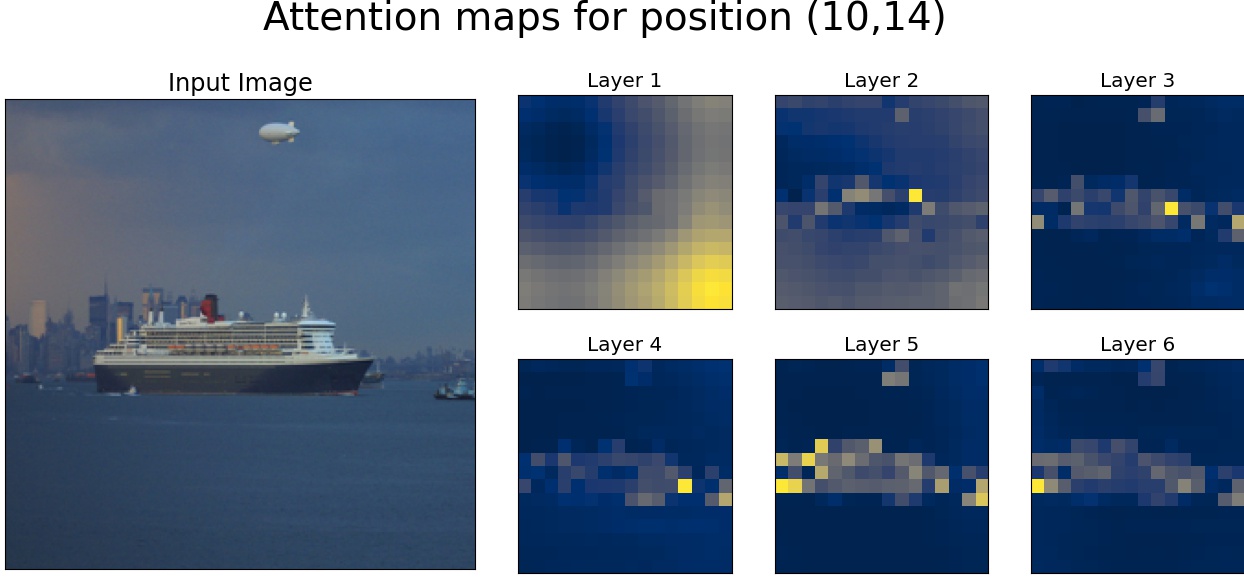 Attention maps for position (10,14)
Input Image
Layer 1
Layer 2
Layer 3
Layer 4
Layer 5
Layer 6